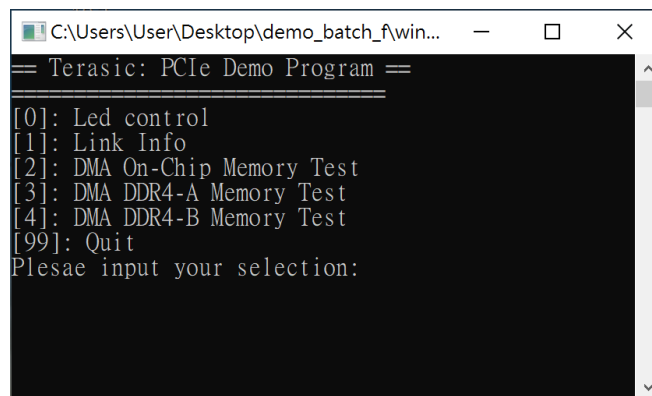 C:\Users\User\Desktop\demo_batch_f\win...
== Terasic: PCIe Demo Program ==
==============================
[0]: Led control
[1]: Link Info
[2]: DMA On-Chip Memory Test
[3]: DMA DDR4-A Memory Test
[4]: DMA DDR4-B Memory Test
[99]: Quit
Plesae input your selection: